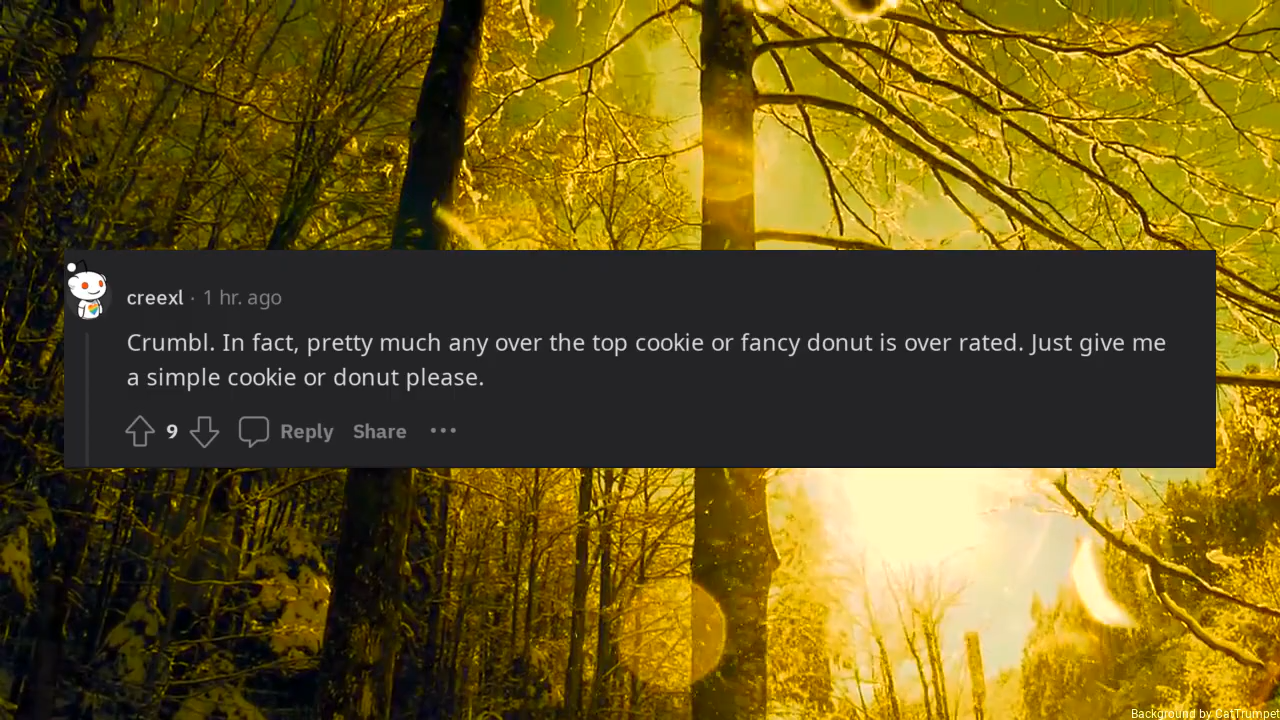 creexl · 1 hr. ago
Crumbl. In fact, pretty much any over the top cookie or fancy donut is over rated. Just give me
a simple cookie or donut please.
9 Reply Share ···
Background by CatTrumpet